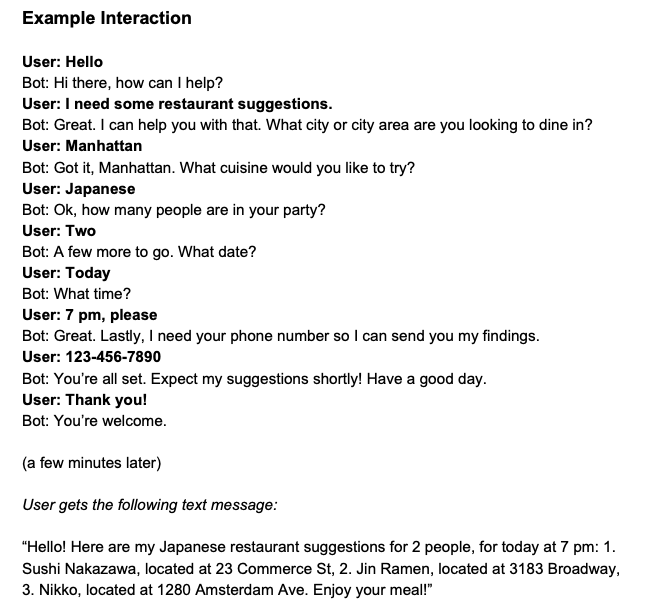 Example Interaction
User: Hello
Bot: Hi there, how can I help?
User: I need some restaurant suggestions.
Bot: Great. I can help you with that. What city or city area are you looking to dine in?
User: Manhattan
Bot: Got it, Manhattan. What cuisine would you like to try?
User: Japanese
Bot: Ok, how many people are in your party?
User: Two
Bot: A few more to go. What date?
User: Today
Bot: What time?
User: 7 pm, please
Bot: Great. Lastly, I need your phone number so I can send you my findings.
User: 123-456-7890
Bot: You’re all set. Expect my suggestions shortly! Have a good day.
User: Thank you!
Bot: You’re welcome.
(a few minutes later)
User gets the following text message:
“Hello! Here are my Japanese restaurant suggestions for 2 people, for today at 7 pm: 1.
Sushi Nakazawa, located at 23 Commerce St, 2. Jin Ramen, located at 3183 Broadway,
3. Nikko, located at 1280 Amsterdam Ave. Enjoy your meal!”